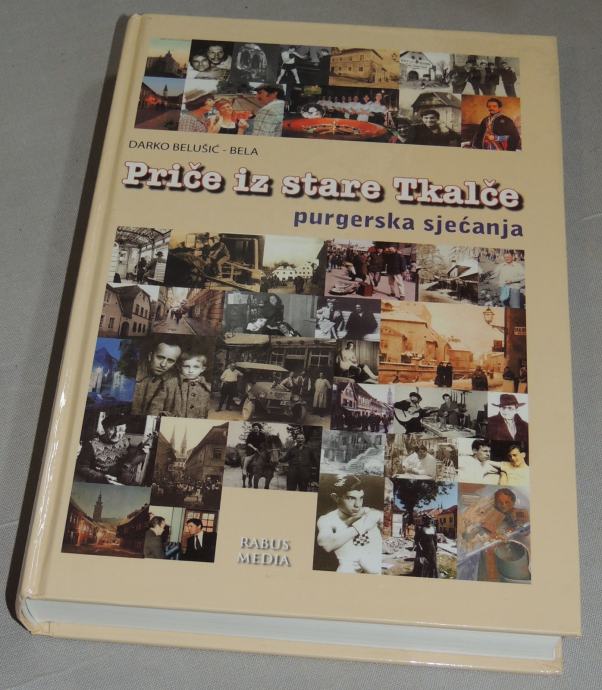 DARKO BELUŠIĆ - BELA
Priče iz stare Tkalče
purgerska sjećanja
RABUS
MEDIA